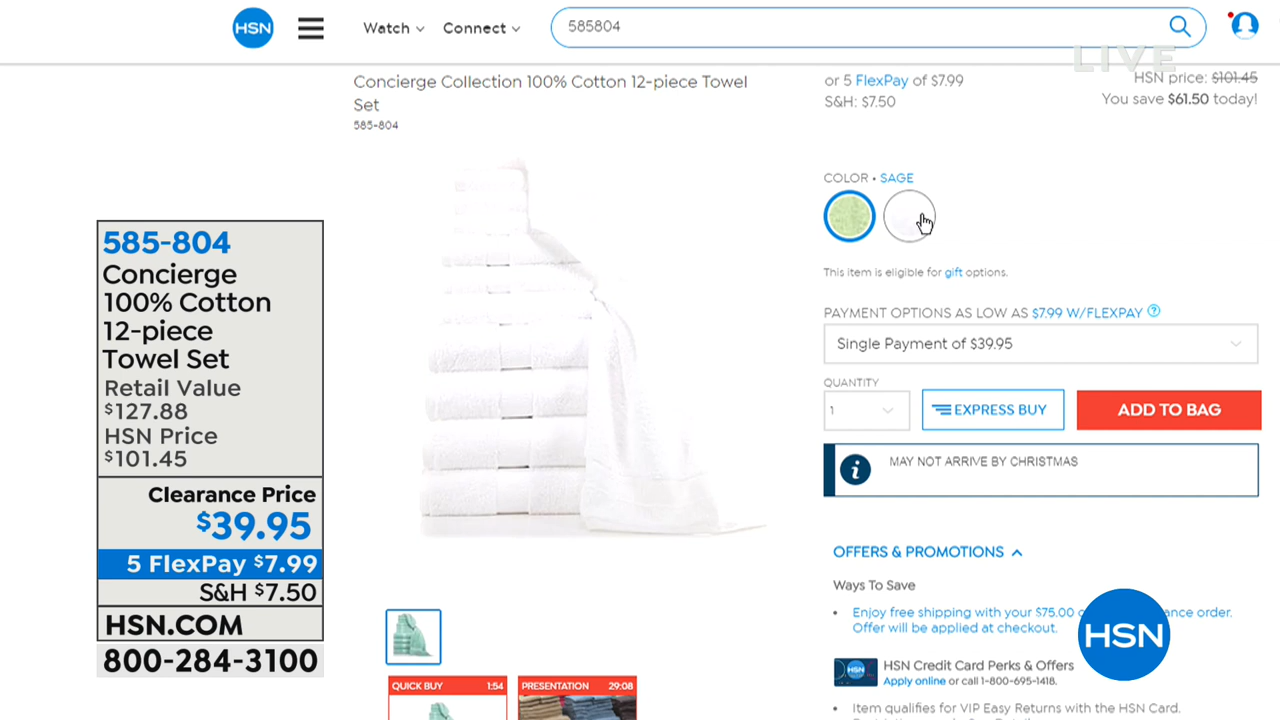 HSN
Watch
Connect
585804
LIVE
Concierge Collection 100% Cotton 12-piece Towel
Set
585-804
or 5 FlexPay of $7.99
S&H: $7.50
HSN price: $101.45
You save $61.50 today!
COLOR • SAGE
This item is eligible for gift options.
PAYMENT OPTIONS AS LOW AS $7.99 W/FLEXPAY ?
Single Payment of $39.95
QUANTITY
1
EXPRESS BUY
ADD TO BAG
i
MAY NOT ARRIVE BY CHRISTMAS
OFFERS & PROMOTIONS
Ways To Save
• Enjoy free shipping with your $75.00 order.
Offer will be applied at checkout.
HSN
HSN Credit Card Perks & Offers
Apply online or call 1-800-695-1418.
• Item qualifies for VIP Easy Returns with the HSN Card.
HSN
585-804
Concierge
100% Cotton
12-piece
Towel Set
Retail Value
$127.88
HSN Price
$101.45
Clearance Price
$39.95
5 FlexPay $7.99
S&H $7.50
HSN.COM
800-284-3100
QUICK BUY 1:54
PRESENTATION 29:08